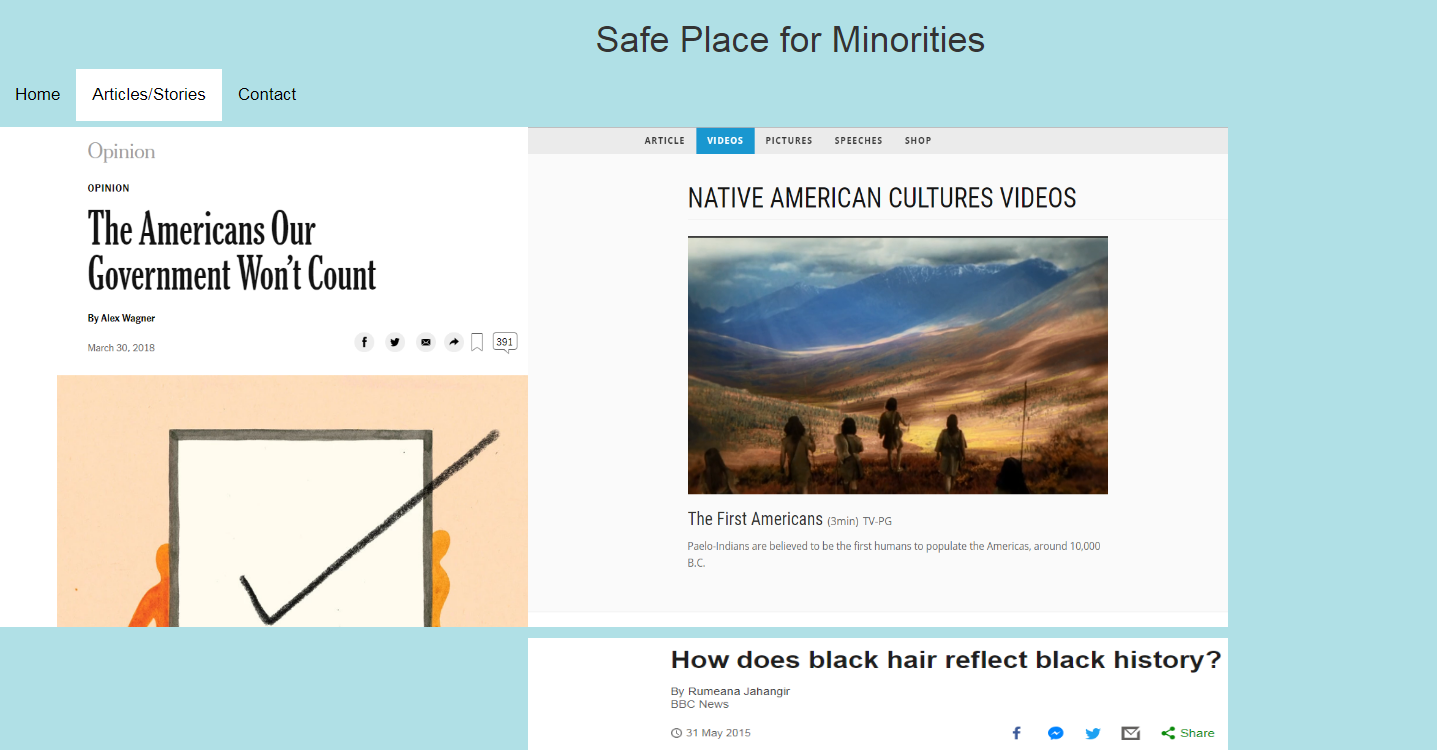 Safe Place for Minorities
Home Articles/Stories Contact
Opinion
OPINION
The Americans Our
Government Won't Count
By Alex Wagner
March 30, 2018
391
ARTICLE VIDEOS PICTURES SPEECHES SHOP
NATIVE AMERICAN CULTURES VIDEOS
The First Americans (3min) TV-PG
Paelo-Indians are believed to be the first humans to populate the Americas, around 10,000
B.C.
How does black hair reflect black history?
By Rumeana Jahangir
BBC News
31 May 2015
Share